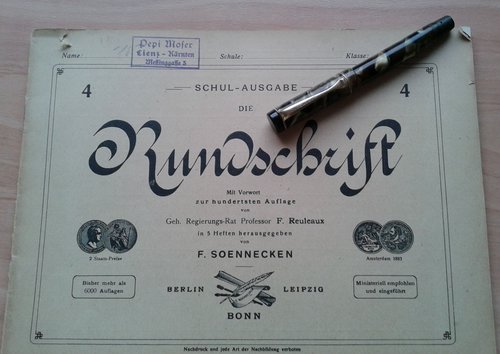 Name: Schule: Klasse:
Pepi Moser
Lienz - Kärnten
Messinggasse 5
4 SCHUL-AUSGABE 4
DIE
Rundschrift
Mit Vorwort
zur hundertsten Auflage
von
Geh. Regierungs-Rat Professor F. Reuleaux
in 5 Heften herausgegeben
von
F. SOENNECKEN
2 Staats-Preise
Amsterdam 1883
Bisher mehr als
6000 Auflagen
BERLIN LEIPZIG
BONN
Ministeriell empfohlen
und eingeführt
Nachdruck und jede Art der Nachbildung verboten